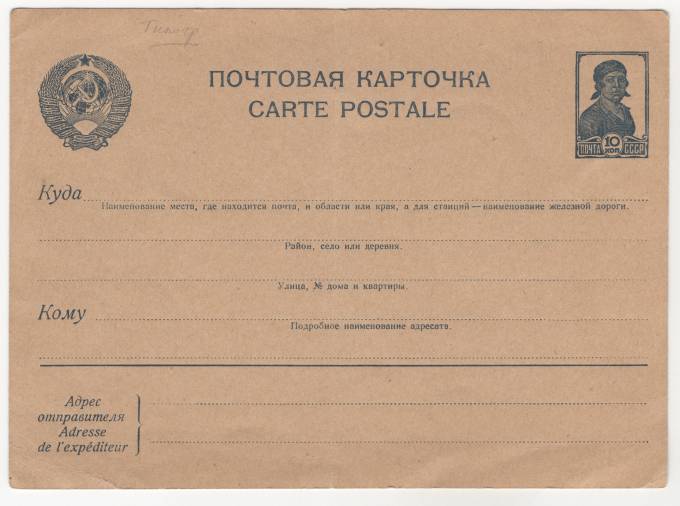 ПОЧТОВАЯ КАРТОЧКА
CARTE POSTALE
ПОЧТА 10 КОП. СССР
Куда
Наименование места, где находится почта, и области или края, а для станций — наименование железной дороги.
Район, село или деревня.
Улица, № дома и квартиры.
Кому
Подробное наименование адресата.
Адрес
отправителя
Adresse
de l'expéditeur